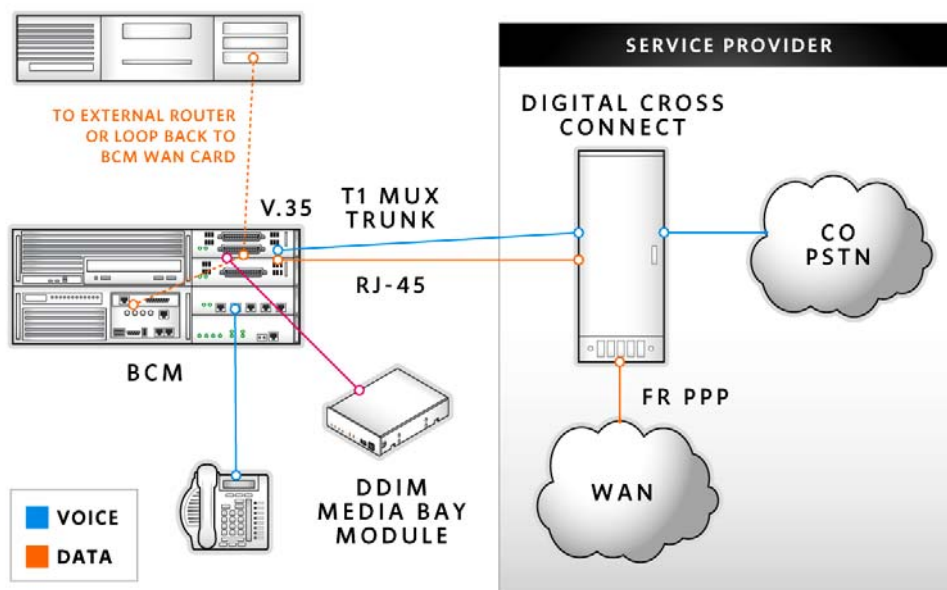 SERVICE PROVIDER
TO EXTERNAL ROUTER
OR LOOP BACK TO
BCM WAN CARD
DIGITAL CROSS
CONNECT
V.35
T1 MUX
TRUNK
RJ-45
CO
PSTN
BCM
FR PPP
WAN
DDIM
MEDIA BAY
MODULE
VOICE
DATA